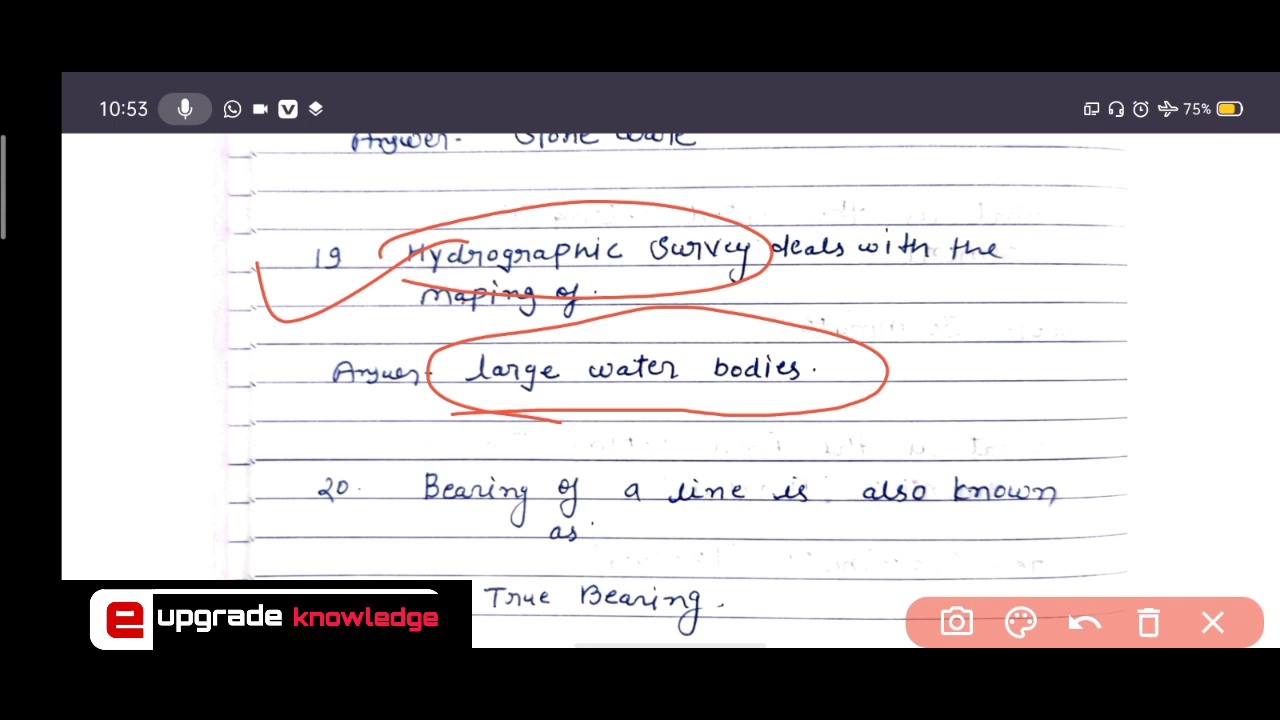 10:53
75%
19 Hydrographic Survey deals with the
maping of.
large water bodies.
20. Bearing of a line is also known
as
True Bearing.
upgrade knowledge